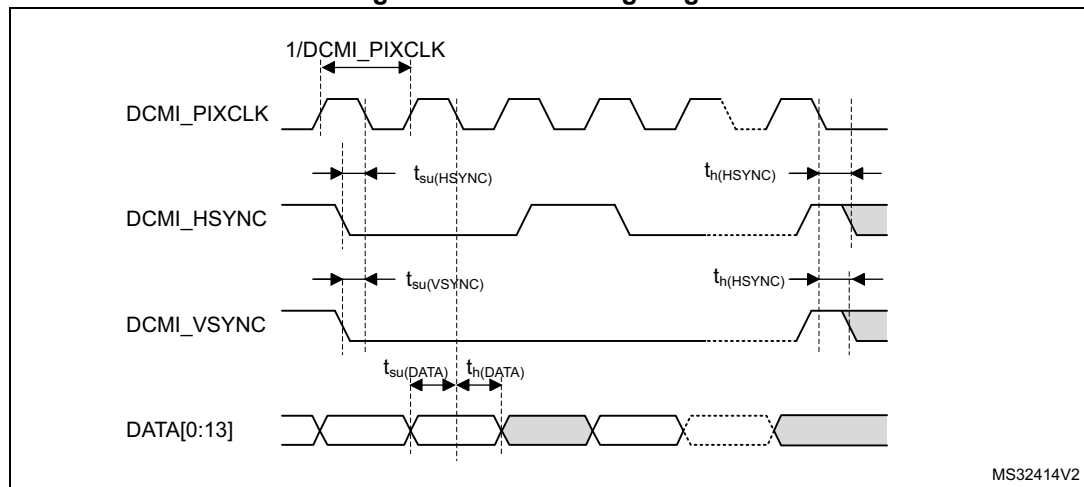 1/DCMI_PIXCLK
DCMI_PIXCLK
tsu(HSYNC)
th(HSYNC)
DCMI_HSYNC
tsu(VSYNC)
th(HSYNC)
DCMI_VSYNC
tsu(DATA)
th(DATA)
DATA[0:13]
MS32414V2